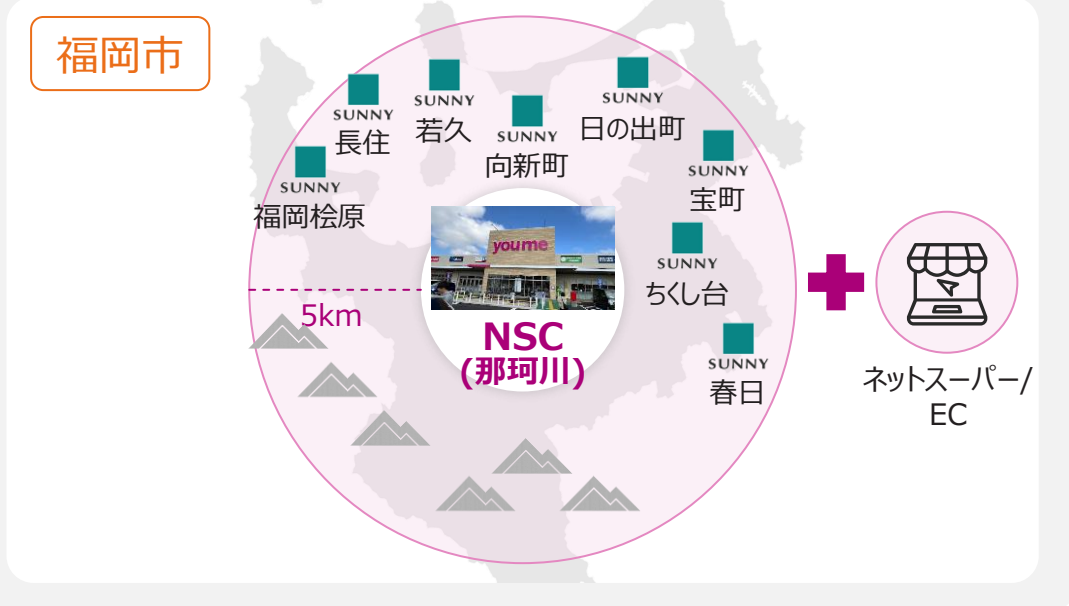 福岡市
SUNNY
長住
SUNNY
若久
SUNNY
向新町
SUNNY
日の出町
SUNNY
宝町
SUNNY
福岡桧原
youme
SUNNY
ちくし台
5km
NSC
(那珂川)
SUNNY
春日
ネットスーパー/
EC